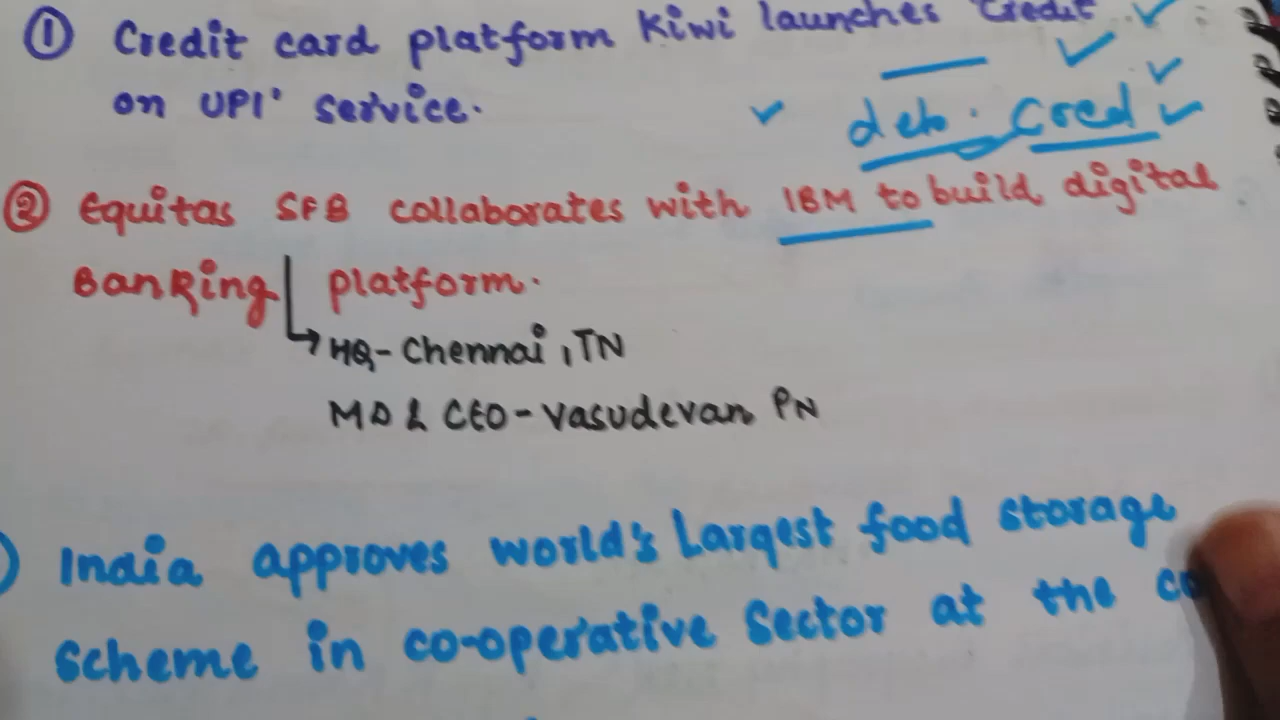 ① Credit card platform Kiwi launches Credit
on UPI' service.
deb. Cred
② Equitas SFB collaborates with IBM to build digital
Banking platform.
HQ- Chennai, TN
MD & CEO - Vasudevan PN
India approves world's Largest food storage
scheme in co-operative Sector at the